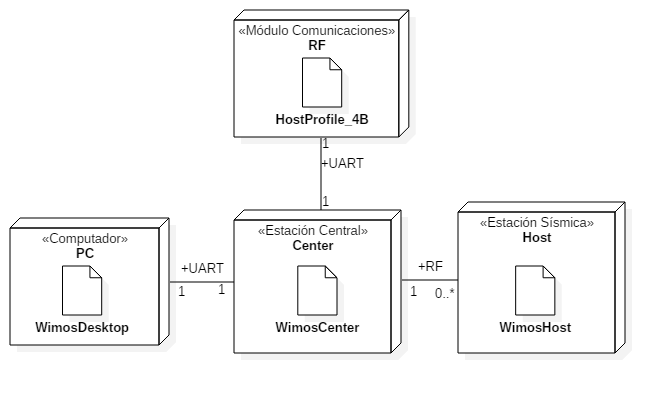 «Módulo Comunicaciones»
RF
HostProfile_4B
1
+UART
1
«Computador»
PC
WimosDesktop
+UART
1
1
«Estación Central»
Center
WimosCenter
+RF
1
0..*
«Estación Sísmica»
Host
WimosHost